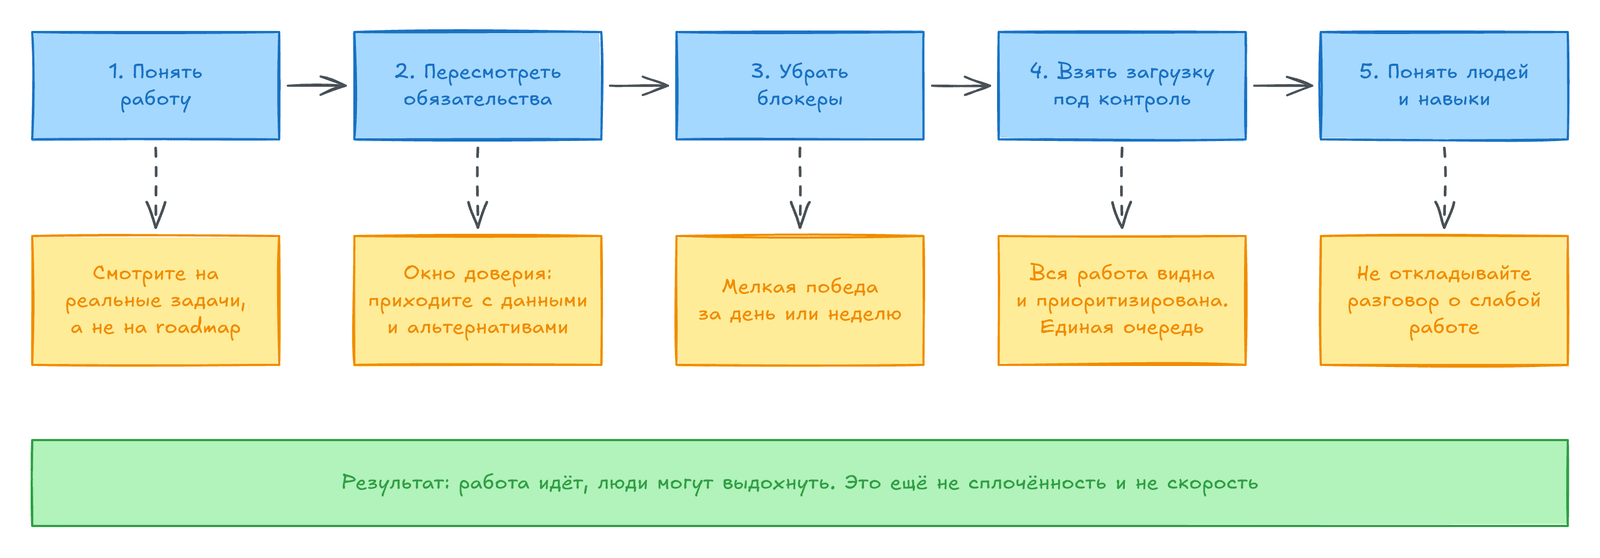 1. Понять
работу
2. Пересмотреть
обязательства
3. Убрать
блокеры
4. Взять загрузку
под контроль
5. Понять людей
и навыки
Смотрите на
реальные задачи,
а не на roadmap
Окно доверия:
приходите с данными
и альтернативами
Мелкая победа
за день или неделю
Вся работа видна
и приоритизирована.
Единая очередь
Не откладывайте
разговор о слабой
работе
Результат: работа идёт, люди могут выдохнуть. Это ещё не сплочённость и не скорость